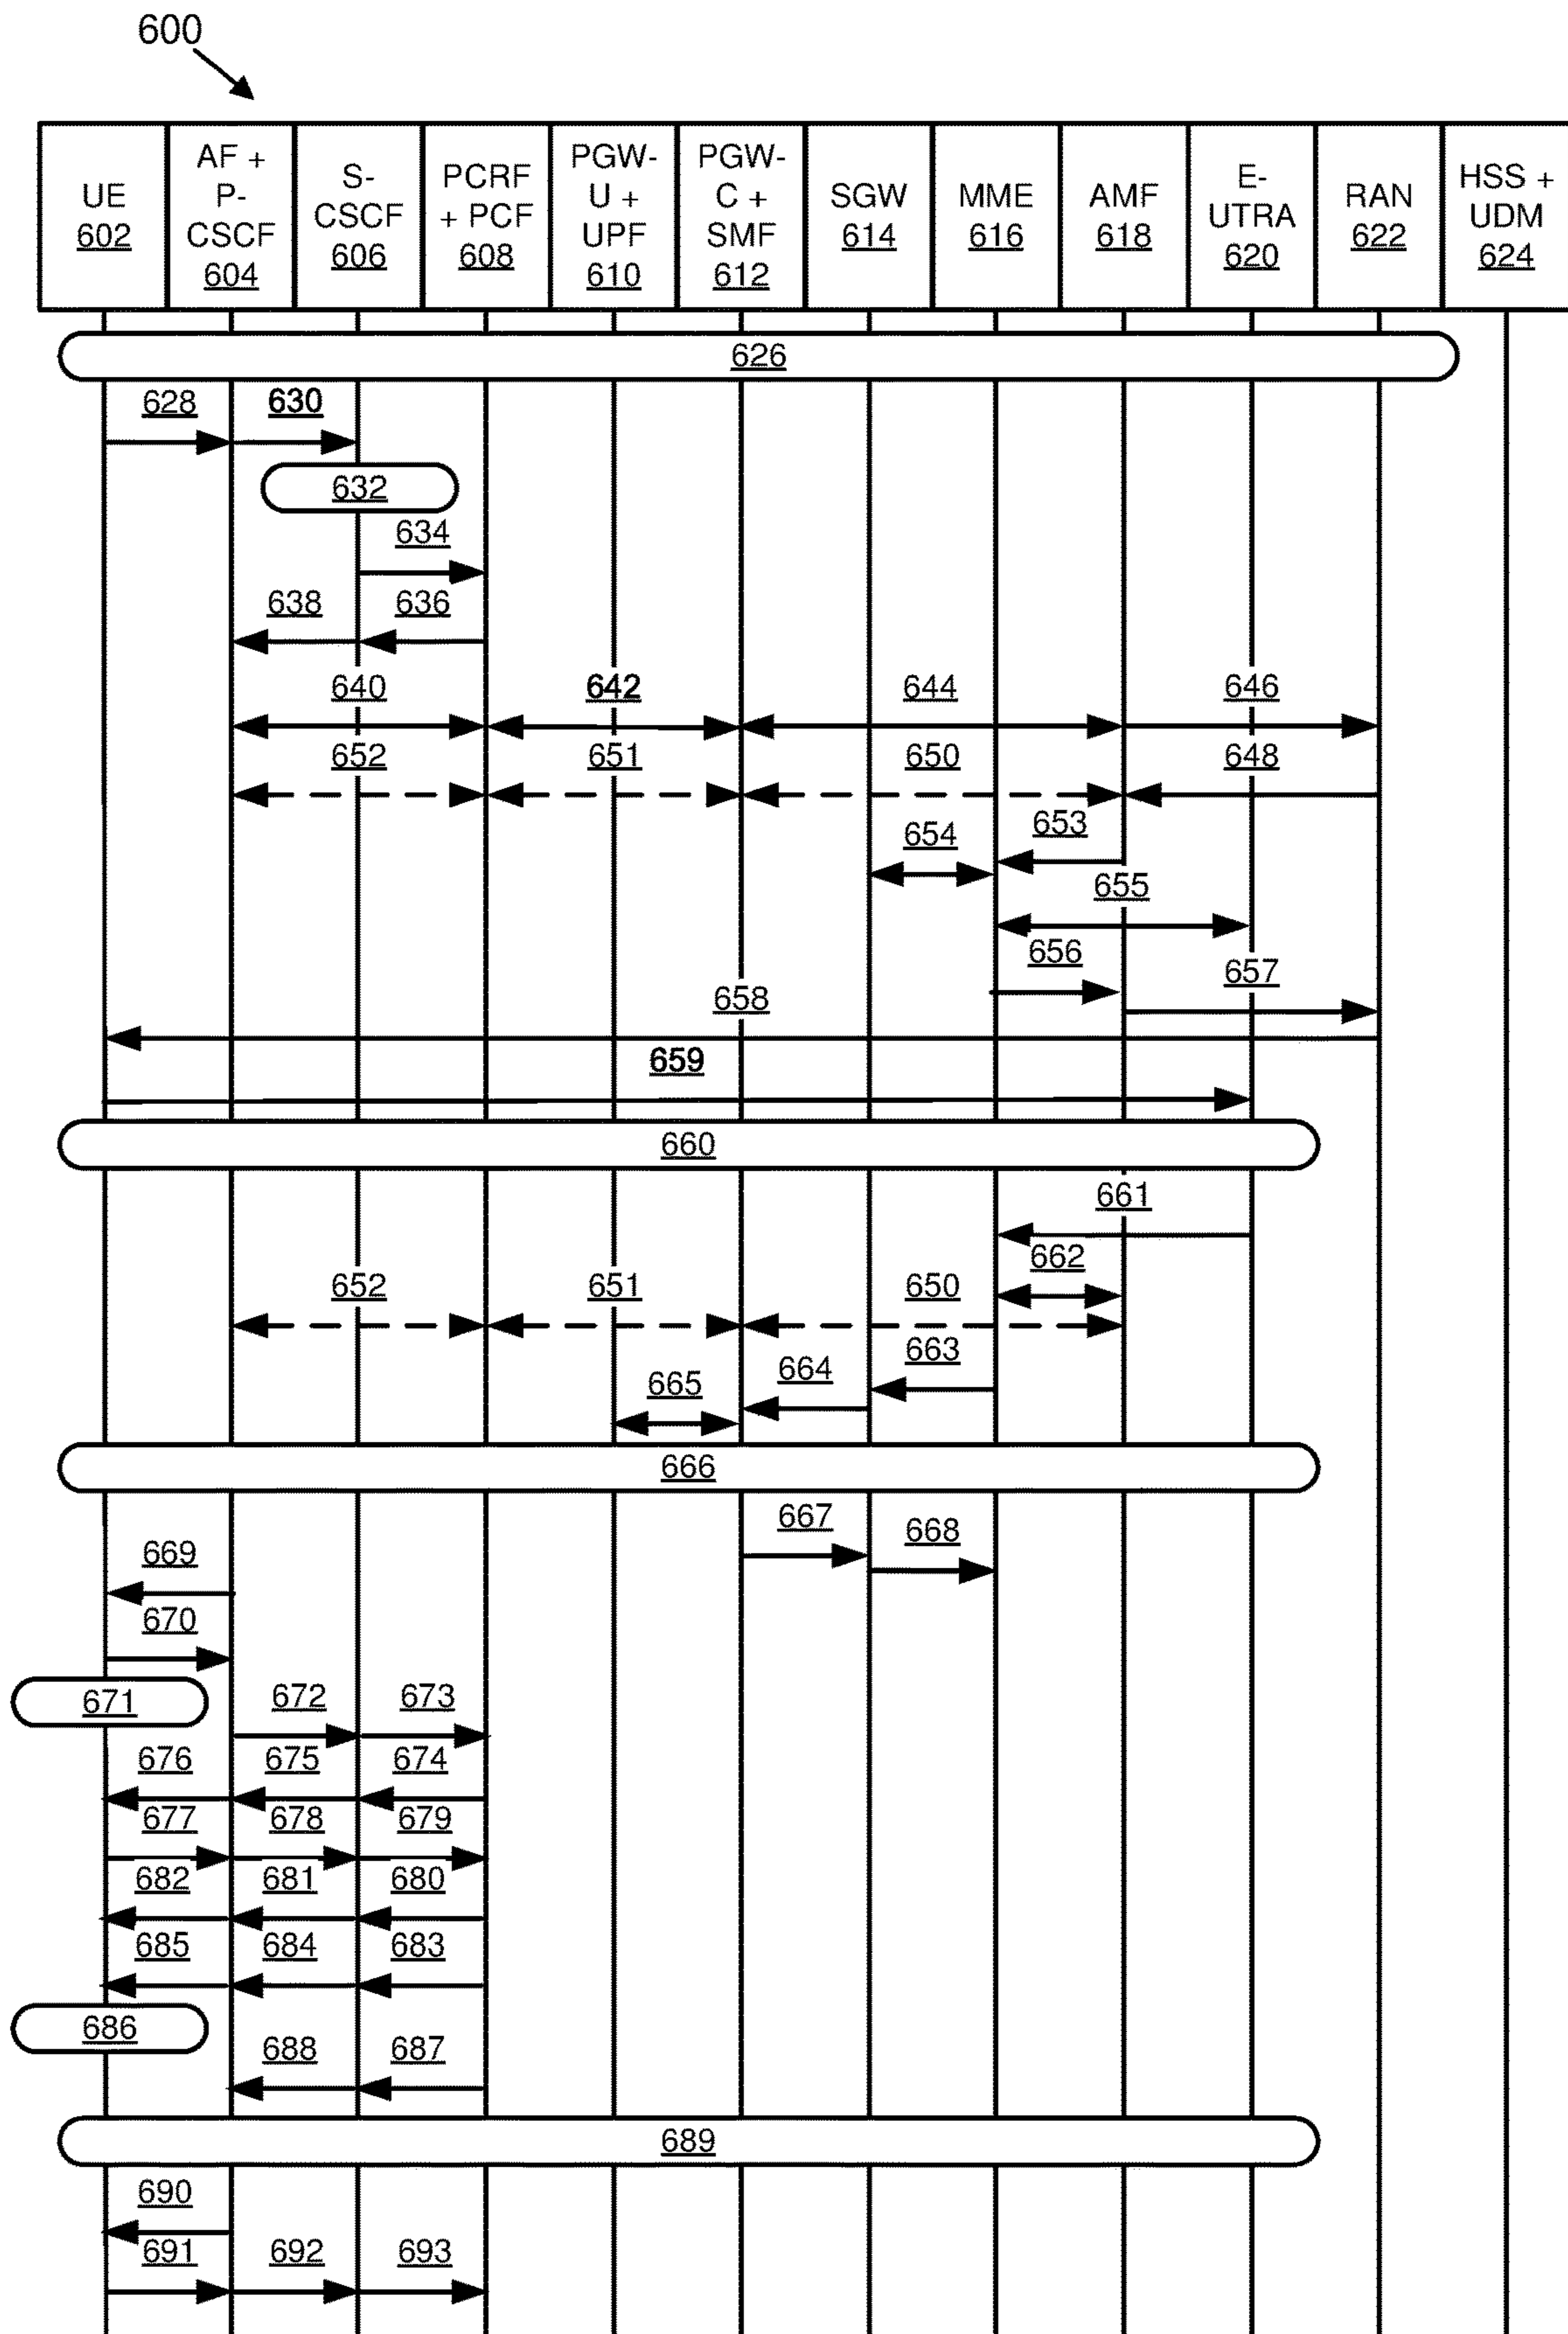 600
UE
602
AF +
P-
CSCF
604
S-
CSCF
606
PCRF
+ PCF
608
PGW-
U +
UPF
610
PGW-
C +
SMF
612
SGW
614
MME
616
AMF
618
E-
UTRA
620
RAN
622
HSS +
UDM
624
626
628 630
632
634
638 636
640 642 644 646
652 651 650 648
653
654
655
656
657
658
659
660
661
662
652 651 650
663
664
665
666
667 668
669
670
671
672 673
676 675 674
677 678 679
682 681 680
685 684 683
686
688 687
689
690
691 692 693